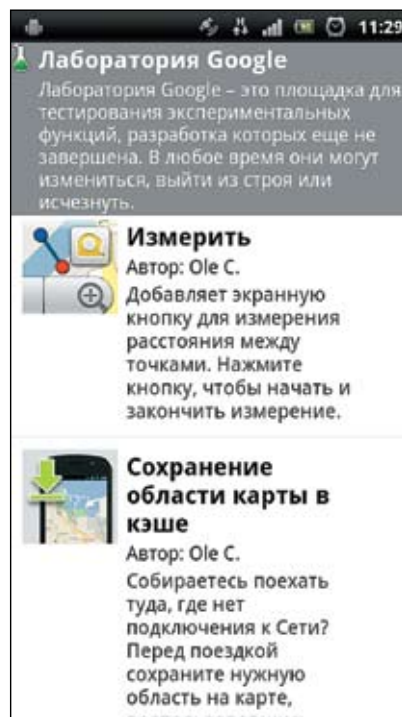 11:29
Лаборатория Google
Лаборатория Google – это площадка для
тестирования экспериментальных
функций, разработка которых еще не
завершена. В любое время они могут
измениться, выйти из строя или
исчезнуть.
Измерить
Автор: Ole C.
Добавляет экранную
кнопку для измерения
расстояния между
точками. Нажмите
кнопку, чтобы начать и
закончить измерение.
Сохранение
области карты в
кэше
Автор: Ole C.
Собираетесь поехать
туда, где нет
подключения к Сети?
Перед поездкой
сохраните нужную
область на карте,